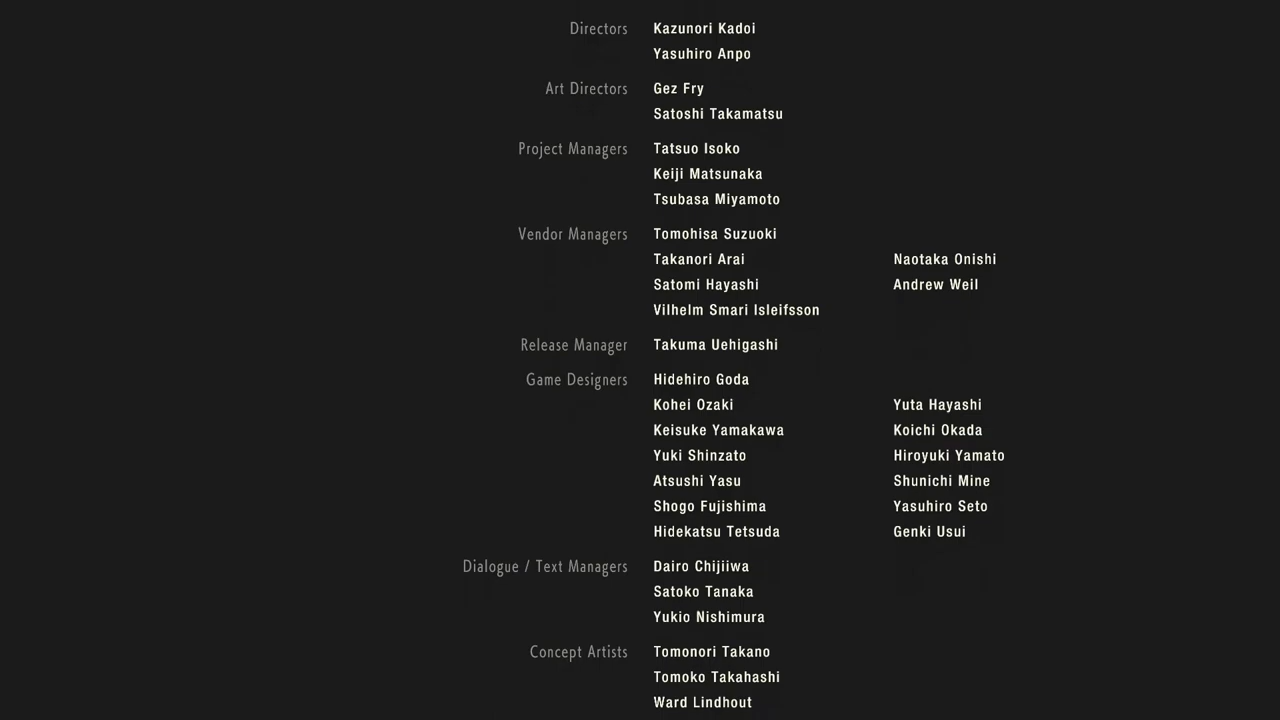 Directors Kazunori Kadoi
Yasuhiro Anpo
Art Directors Gez Fry
Satoshi Takamatsu
Project Managers Tatsuo Isoko
Keiji Matsunaka
Tsubasa Miyamoto
Vendor Managers Tomohisa Suzuoki
Takanori Arai Naotaka Onishi
Satomi Hayashi Andrew Weil
Vilhelm Smari Isleifsson
Release Manager Takuma Uehigashi
Game Designers Hidehiro Goda
Kohei Ozaki Yuta Hayashi
Keisuke Yamakawa Koichi Okada
Yuki Shinzato Hiroyuki Yamato
Atsushi Yasu Shunichi Mine
Shogo Fujishima Yasuhiro Seto
Hidekatsu Tetsuda Genki Usui
Dialogue / Text Managers Dairo Chijiiwa
Satoko Tanaka
Yukio Nishimura
Concept Artists Tomonori Takano
Tomoko Takahashi
Ward Lindhout